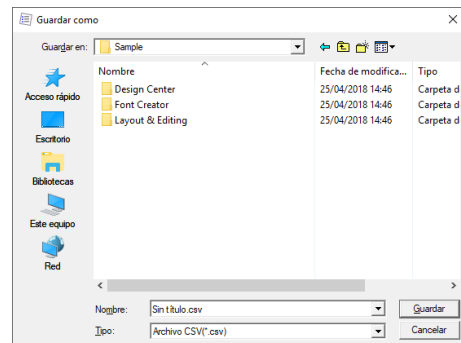 Guardar como
Guardar en: Sample
Nombre Fecha de modifica... Tipo
Design Center 25/04/2018 14:46 Carpeta d
Font Creator 25/04/2018 14:46 Carpeta d
Layout & Editing 25/04/2018 14:46 Carpeta d
Acceso rápido
Escritorio
Bibliotecas
Este equipo
Red
Nombre: Sin título.csv Guardar
Tipo: Archivo CSV(*.csv) Cancelar